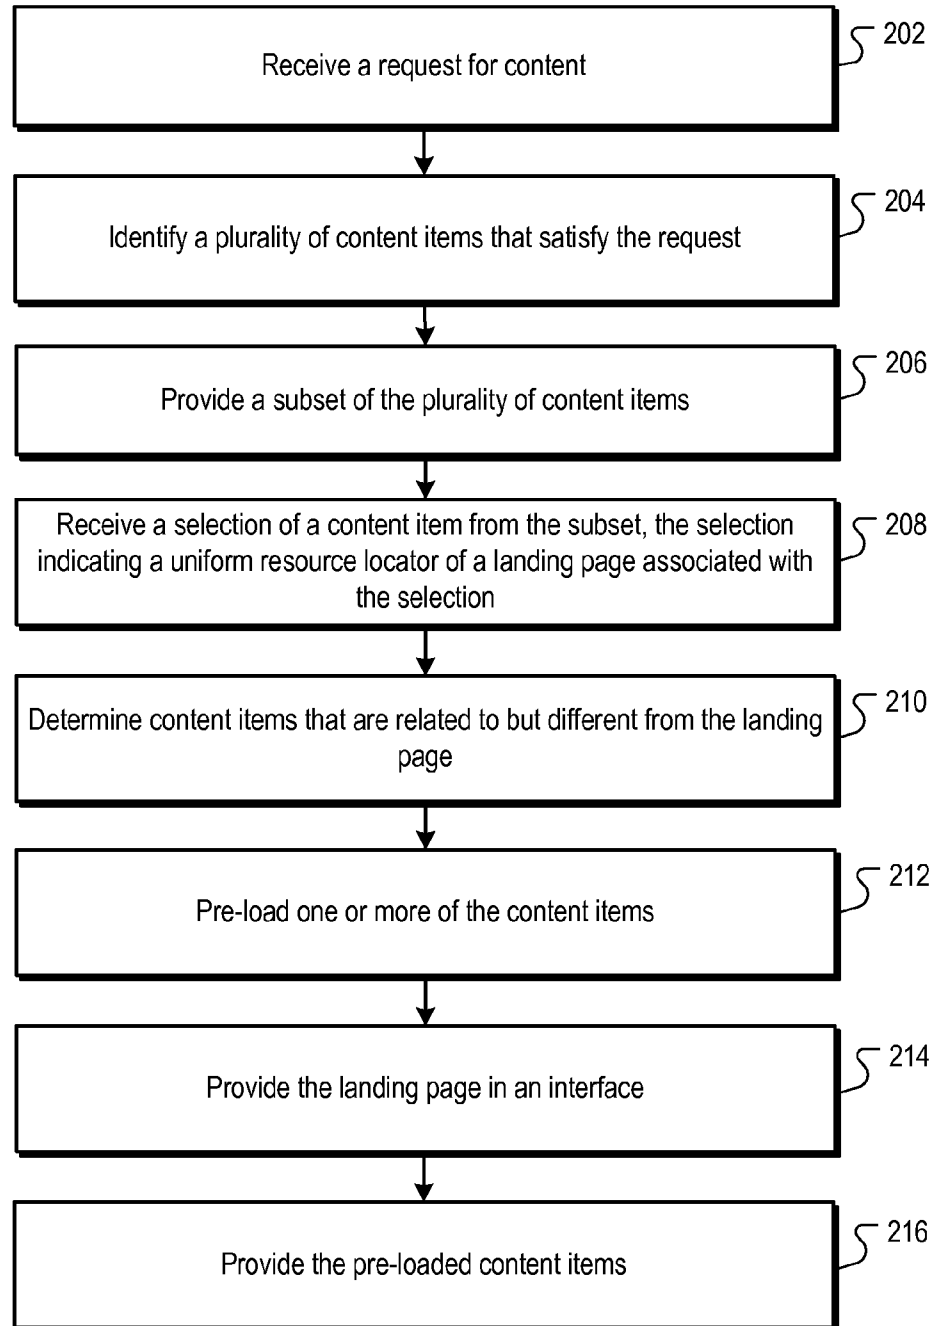 Receive a request for content
202
Identify a plurality of content items that satisfy the request
204
Provide a subset of the plurality of content items
206
Receive a selection of a content item from the subset, the selection
indicating a uniform resource locator of a landing page associated with
the selection
208
Determine content items that are related to but different from the landing
page
210
Pre-load one or more of the content items
212
Provide the landing page in an interface
214
Provide the pre-loaded content items
216